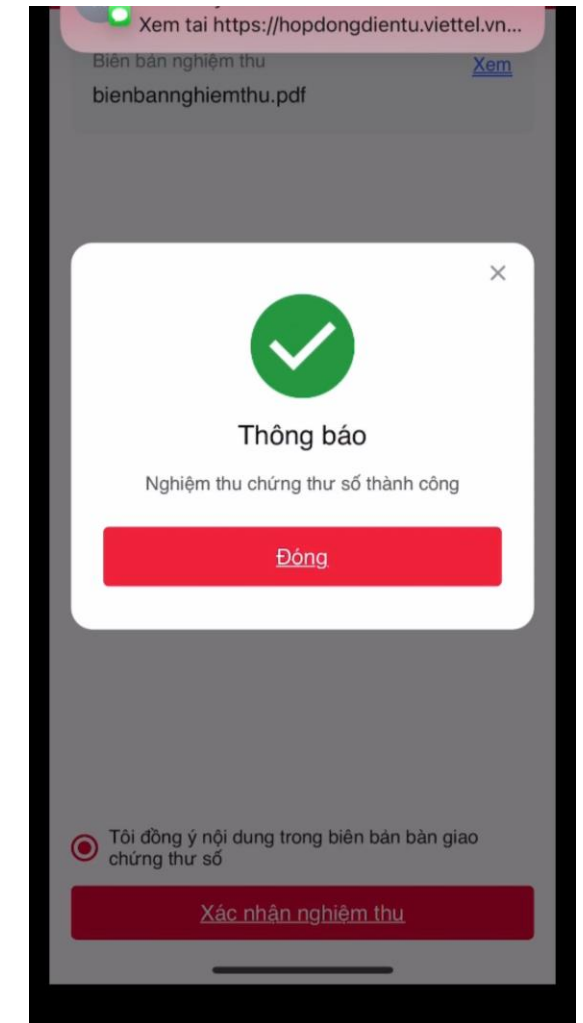 Xem tai https://hopdongdientu.viettel.vn...
Biên bản nghiệm thu
Xem
bienbannghiemthu.pdf
Thông báo
Nghiệm thu chứng thư số thành công
Đóng
Tôi đồng ý nội dung trong biên bản bàn giao
chứng thư số
Xác nhận nghiệm thu